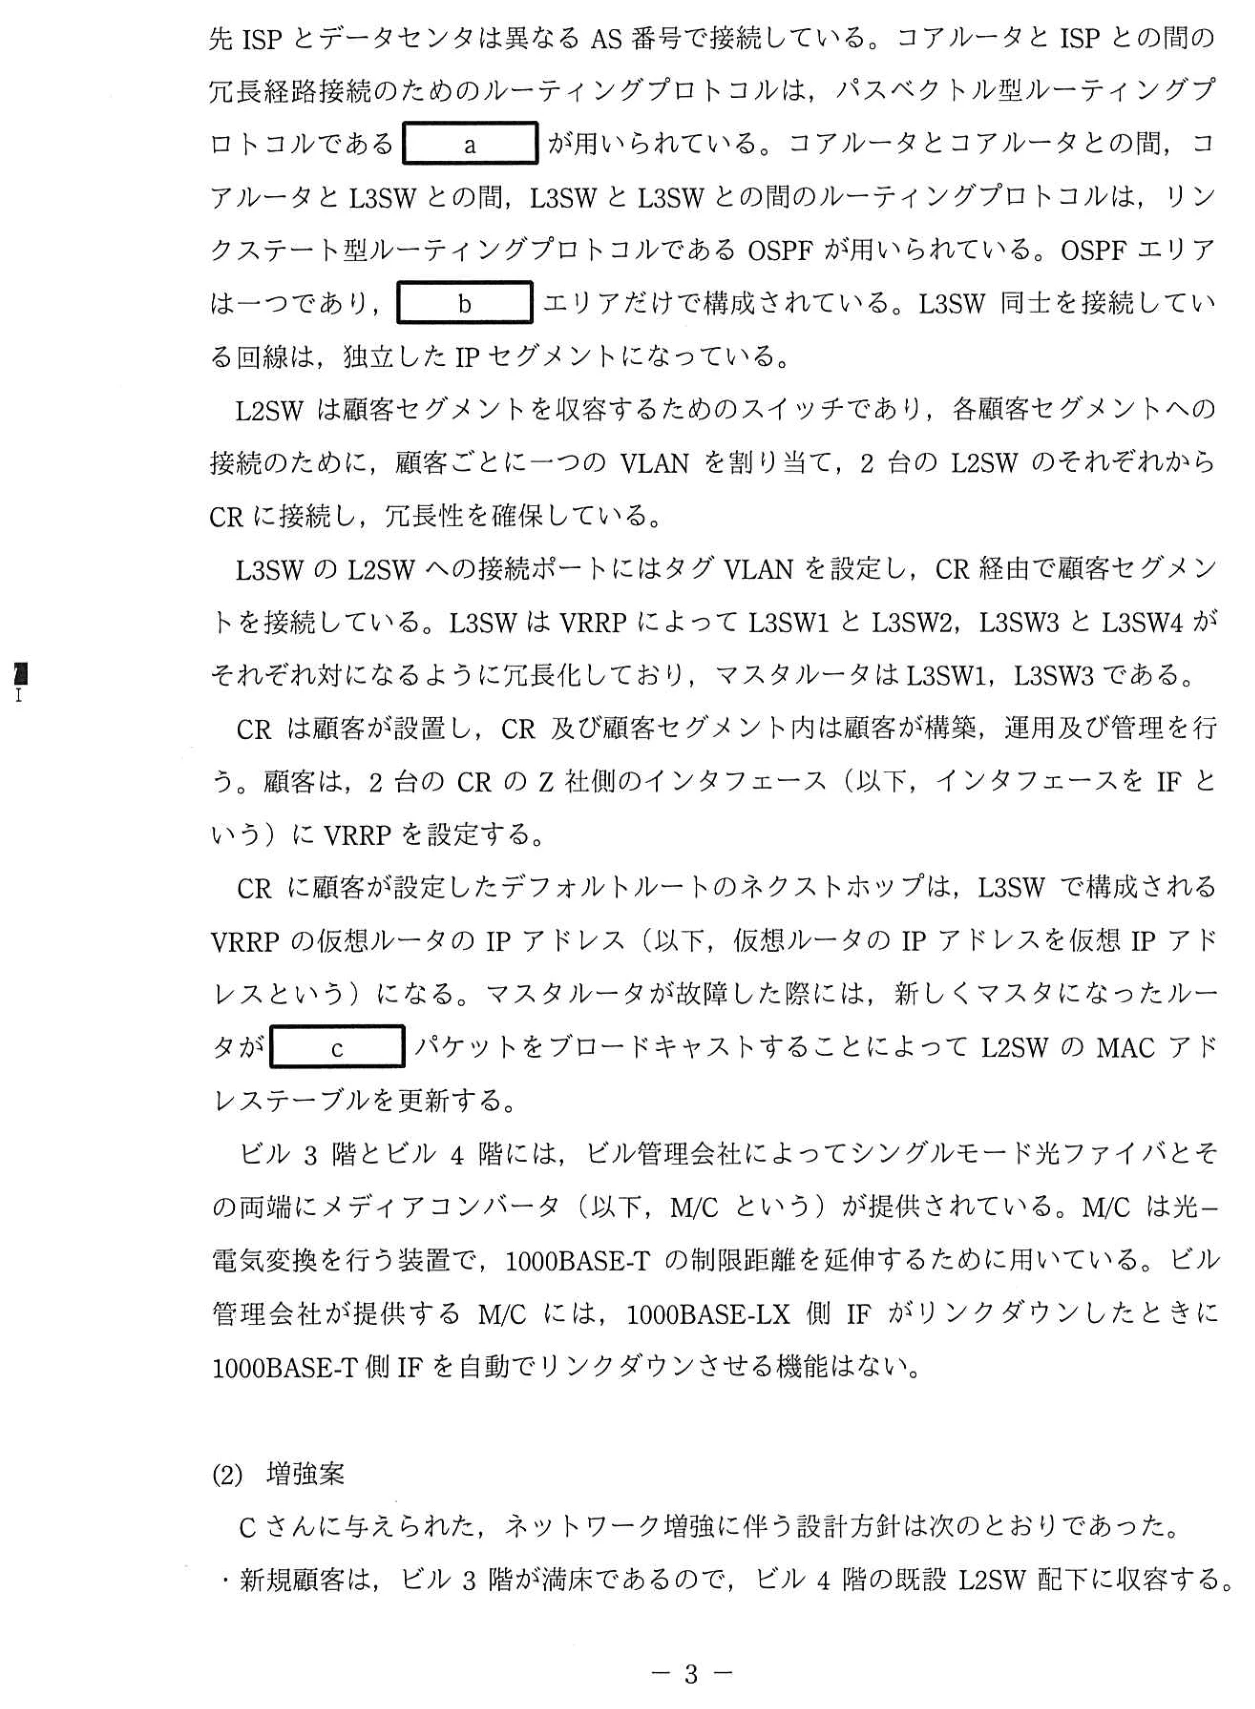 先 ISP とデータセンタは異なる AS 番号で接続している。コアルータと ISP との間の
冗長経路接続のためのルーティングプロトコルは，パスベクトル型ルーティングプ
ロトコルである a が用いられている。コアルータとコアルータとの間，コ
アルータと L3SW との間，L3SW と L3SW との間のルーティングプロトコルは，リン
クステート型ルーティングプロトコルである OSPF が用いられている。OSPF エリア
は一つであり， b エリアだけで構成されている。L3SW 同士を接続してい
る回線は，独立した IP セグメントになっている。
L2SW は顧客セグメントを収容するためのスイッチであり，各顧客セグメントへの
接続のために，顧客ごとに一つの VLAN を割り当て，2 台の L2SW のそれぞれから
CR に接続し，冗長性を確保している。
L3SW の L2SW への接続ポートにはタグ VLAN を設定し，CR 経由で顧客セグメン
トを接続している。L3SW は VRRP によって L3SW1 と L3SW2，L3SW3 と L3SW4 が
それぞれ対になるように冗長化しており，マスタルータは L3SW1，L3SW3 である。
CR は顧客が設置し，CR 及び顧客セグメント内は顧客が構築，運用及び管理を行
う。顧客は，2 台の CR の Z 社側のインタフェース（以下，インタフェースを IF と
いう）に VRRP を設定する。
CR に顧客が設定したデフォルトルートのネクストホップは，L3SW で構成される
VRRP の仮想ルータの IP アドレス（以下，仮想ルータの IP アドレスを仮想 IP アド
レスという）になる。マスタルータが故障した際には，新しくマスタになったルー
タが c パケットをブロードキャストすることによって L2SW の MAC アド
レステーブルを更新する。
ビル 3 階とビル 4 階には，ビル管理会社によってシングルモード光ファイバとそ
の両端にメディアコンバータ（以下，M/C という）が提供されている。M/C は光－
電気変換を行う装置で，1000BASE-T の制限距離を延伸するために用いている。ビル
管理会社が提供する M/C には，1000BASE-LX 側 IF がリンクダウンしたときに
1000BASE-T 側 IF を自動でリンクダウンさせる機能はない。
(2) 増強案
C さんに与えられた，ネットワーク増強に伴う設計方針は次のとおりであった。
・新規顧客は，ビル 3 階が満床であるので，ビル 4 階の既設 L2SW 配下に収容する。
－ 3 －